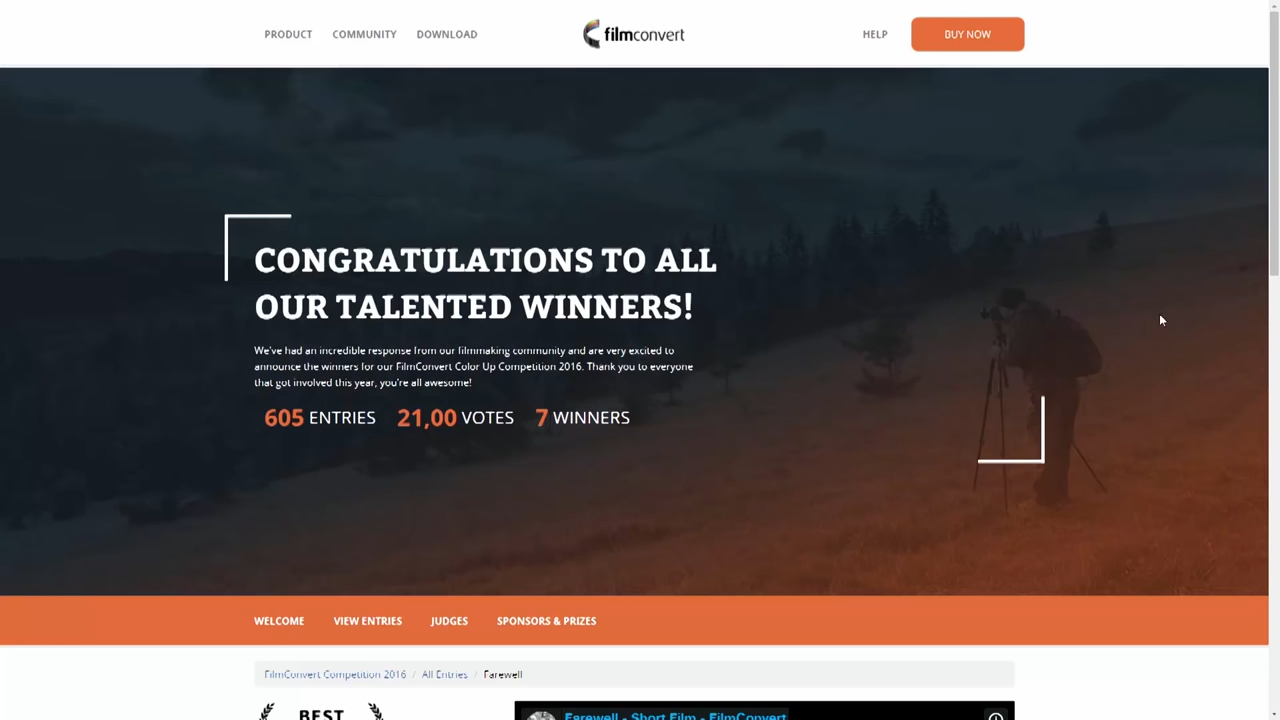 PRODUCT COMMUNITY DOWNLOAD filmconvert HELP BUY NOW
CONGRATULATIONS TO ALL
OUR TALENTED WINNERS!
We've had an incredible response from our filmmaking community and are very excited to
announce the winners for our FilmConvert Color Up Competition 2016. Thank you to everyone
that got involved this year, you're all awesome!
605 ENTRIES 21,00 VOTES 7 WINNERS
WELCOME VIEW ENTRIES JUDGES SPONSORS & PRIZES
FilmConvert Competition 2016 / All Entries / Farewell
BEST
Farewell - Short Film - FilmConvert